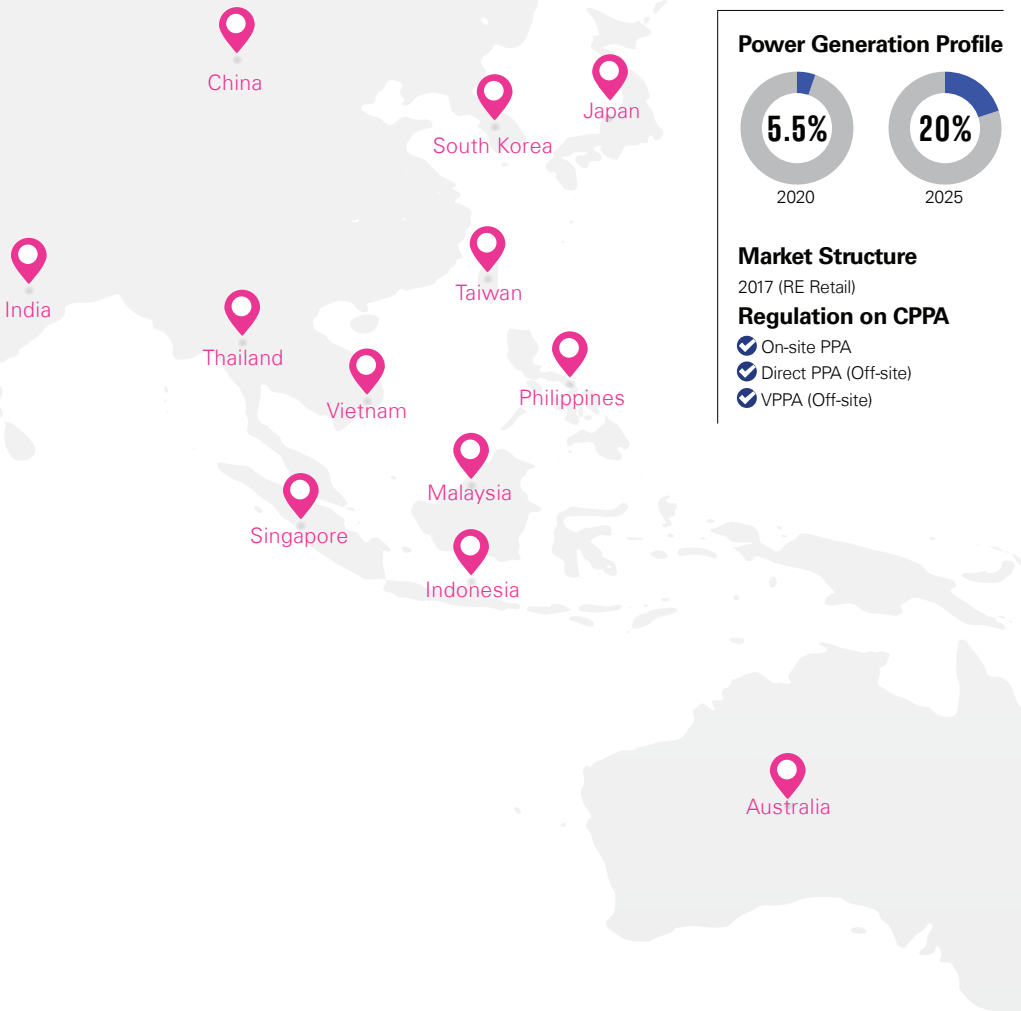 China
Japan
South Korea
Taiwan
India
Thailand
Vietnam
Philippines
Malaysia
Singapore
Indonesia
Australia
Power Generation Profile
5.5%
20%
2020
2025
Market Structure
2017 (RE Retail)
Regulation on CPPA
On-site PPA
Direct PPA (Off-site)
VPPA (Off-site)